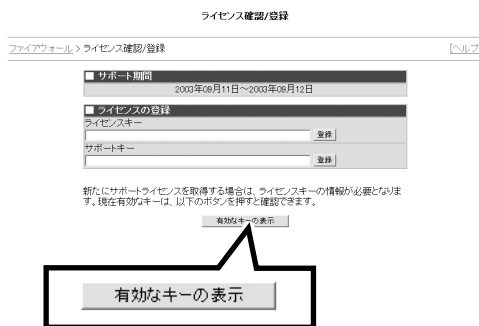 ライセンス確認/登録
ファイアウォール > ライセンス確認/登録
[ヘルプ
■ サポート期間
2003年09月11日～2003年09月12日
■ ライセンスの登録
ライセンスキー
登録
サポートキー
登録
新たにサポートライセンスを取得する場合は、ライセンスキーの情報が必要となりま
す。現在有効なキーは、以下のボタンを押すと確認できます。
有効なキーの表示
有効なキーの表示